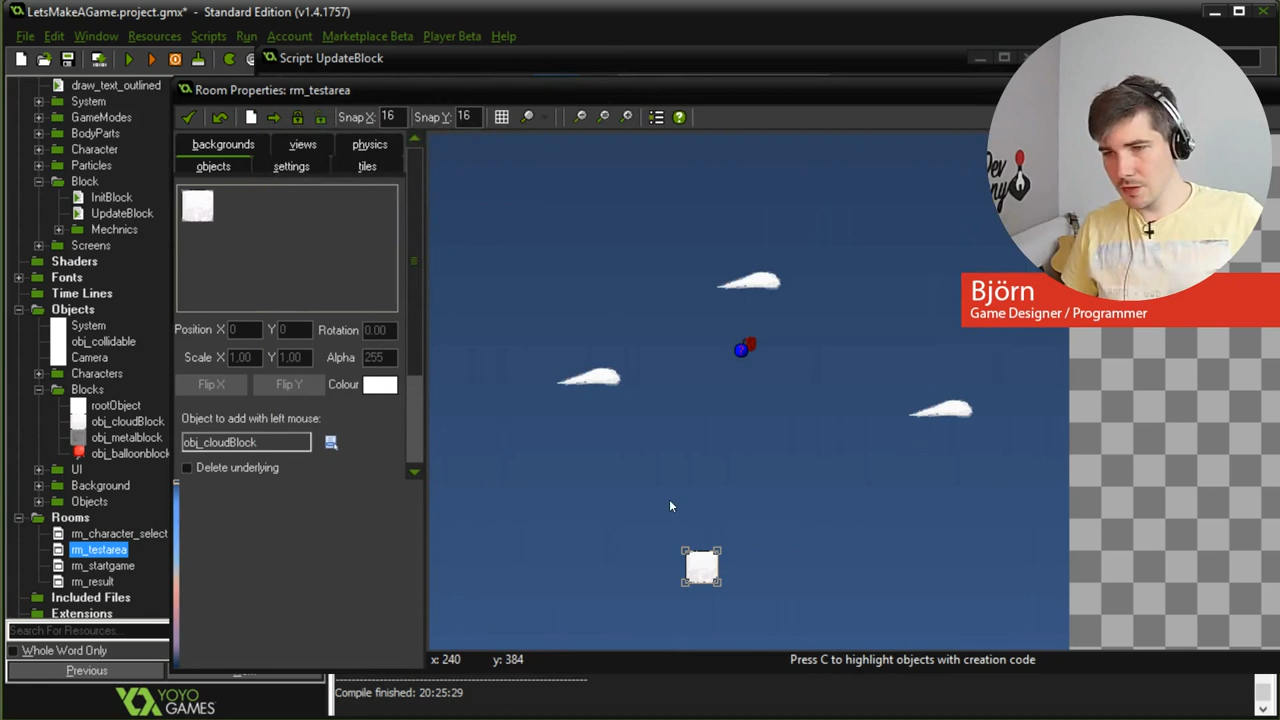 LetsMakeAGame.project.gmx* - Standard Edition (v1.4.1757)
File Edit Window Resources Scripts Run Account Marketplace Beta Player Beta Help
Script: UpdateBlock
Room Properties: rm_testarea
Snap X: 16 Snap Y: 16
draw_text_outlined
System
GameModes
BodyParts
Character
Particles
Block
InitBlock
UpdateBlock
Mechnics
Screens
Shaders
Fonts
Time Lines
Objects
System
obj_collidable
Camera
Characters
Blocks
rootObject
obj_cloudBlock
obj_metalblock
obj_balloonblock
UI
Background
Objects
Rooms
rm_character_select
rm_testarea
rm_startgame
rm_result
Included Files
Extensions
Search For Resources...
Whole Word Only
Previous
backgrounds views physics
objects settings tiles
Position X 0 Y 0 Rotation 0.00
Scale X 1,00 Y 1,00 Alpha 255
Flip X Flip Y Colour
Object to add with left mouse:
obj_cloudBlock
Delete underlying
x: 240 y: 384 Press C to highlight objects with creation code
Compile finished: 20:25:29
YOYO
GAMES
Björn
Game Designer / Programmer